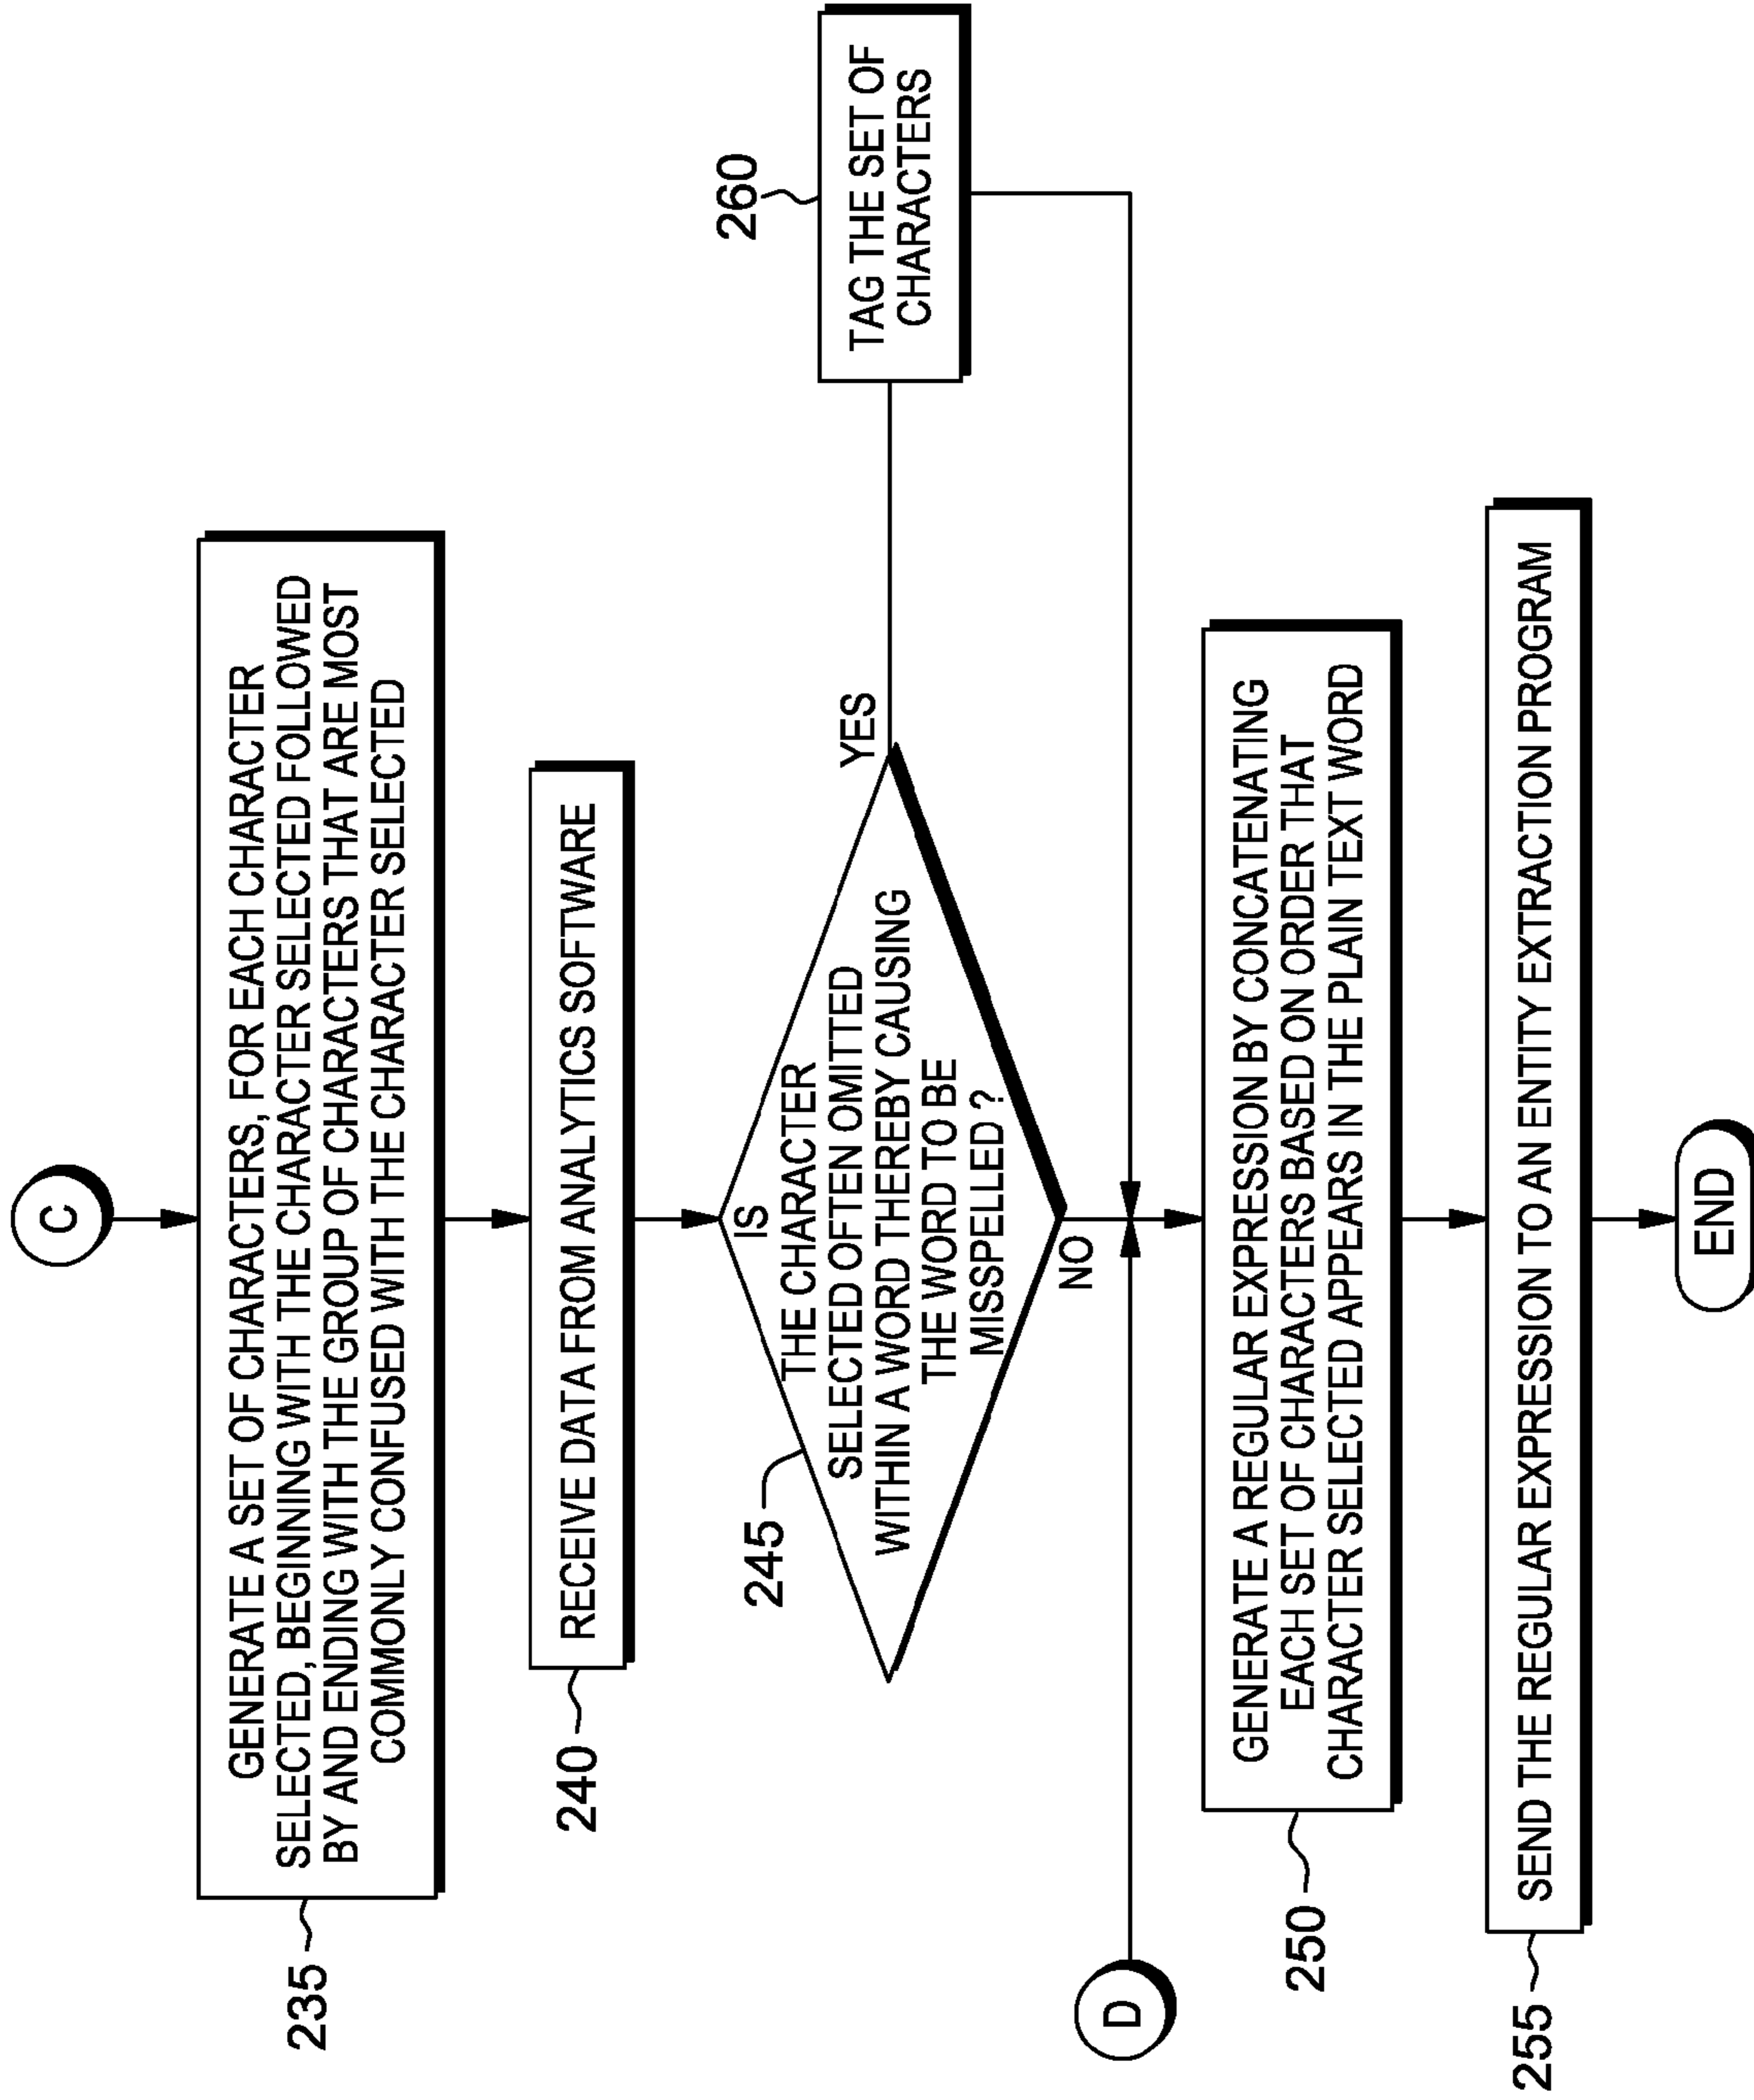 C
235
GENERATE A SET OF CHARACTERS, FOR EACH CHARACTER
SELECTED, BEGINNING WITH THE CHARACTER SELECTED FOLLOWED
BY AND ENDING WITH THE GROUP OF CHARACTERS THAT ARE MOST
COMMONLY CONFUSED WITH THE CHARACTER SELECTED
240
RECEIVE DATA FROM ANALYTICS SOFTWARE
245
IS
THE CHARACTER
SELECTED OFTEN OMITTED
WITHIN A WORD THEREBY CAUSING
THE WORD TO BE
MISSPELLED ?
YES
260
TAG THE SET OF
CHARACTERS
NO
D
250
GENERATE A REGULAR EXPRESSION BY CONCATENATING
EACH SET OF CHARACTERS BASED ON ORDER THAT
CHARACTER SELECTED APPEARS IN THE PLAIN TEXT WORD
255
SEND THE REGULAR EXPRESSION TO AN ENTITY EXTRACTION PROGRAM
END